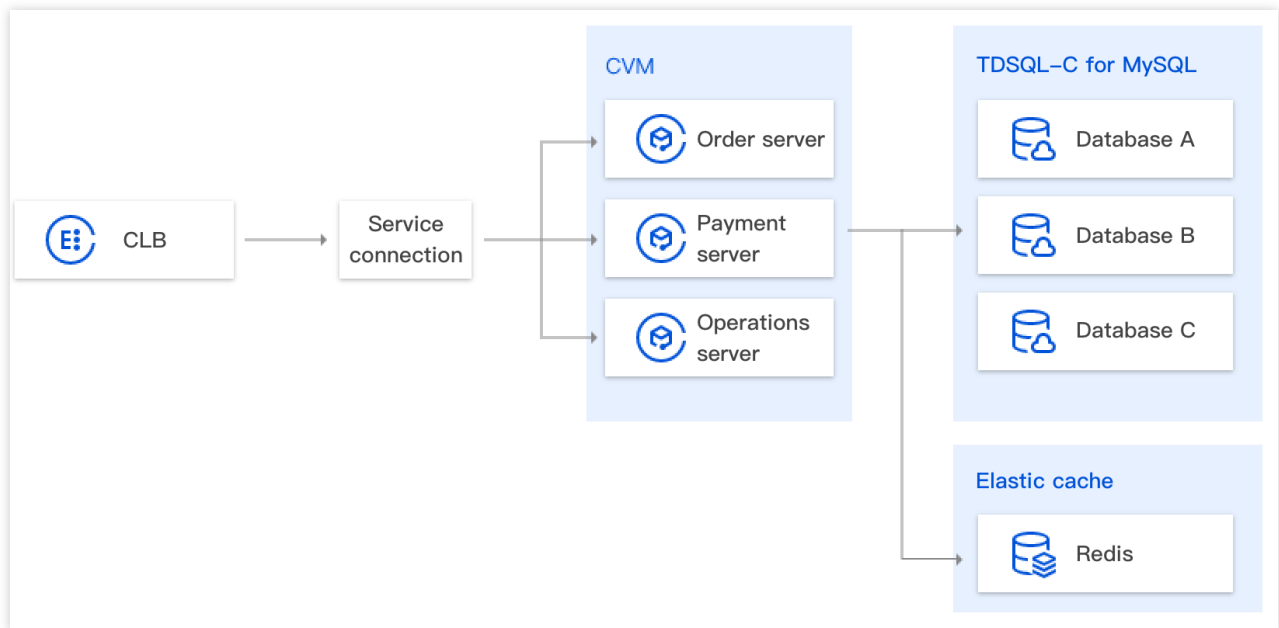 CLB
Service
connection
CVM
Order server
Payment
server
Operations
server
TDSQL-C for MySQL
Database A
Database B
Database C
Elastic cache
Redis